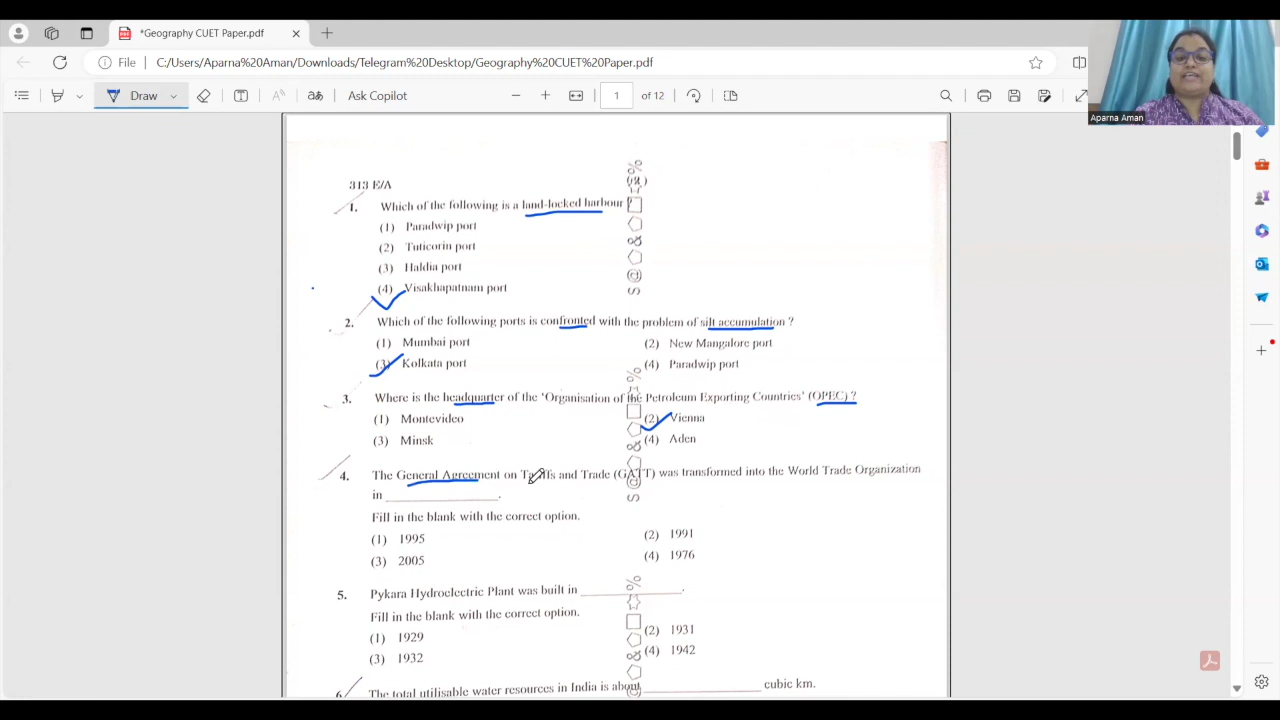 *Geography CUET Paper.pdf
File C:/Users/Aparna%20Aman/Downloads/Telegram%20Desktop/Geography%20CUET%20Paper.pdf
Draw Ask Copilot 1 of 12
Aparna Aman
313 E/A
1. Which of the following is a land-locked harbour ?
(1) Paradwip port
(2) Tuticorin port
(3) Haldia port
(4) Visakhapatnam port
2. Which of the following ports is confronted with the problem of silt accumulation ?
(1) Mumbai port (2) New Mangalore port
(3) Kolkata port (4) Paradwip port
3. Where is the headquarter of the 'Organisation of the Petroleum Exporting Countries' (OPEC) ?
(1) Montevideo (2) Vienna
(3) Minsk (4) Aden
4. The General Agreement on Tariffs and Trade (GATT) was transformed into the World Trade Organization
in ____________.
Fill in the blank with the correct option.
(1) 1995 (2) 1991
(3) 2005 (4) 1976
5. Pykara Hydroelectric Plant was built in ____________.
Fill in the blank with the correct option.
(1) 1929 (2) 1931
(3) 1932 (4) 1942
6. The total utilisable water resources in India is about ____________ cubic km.